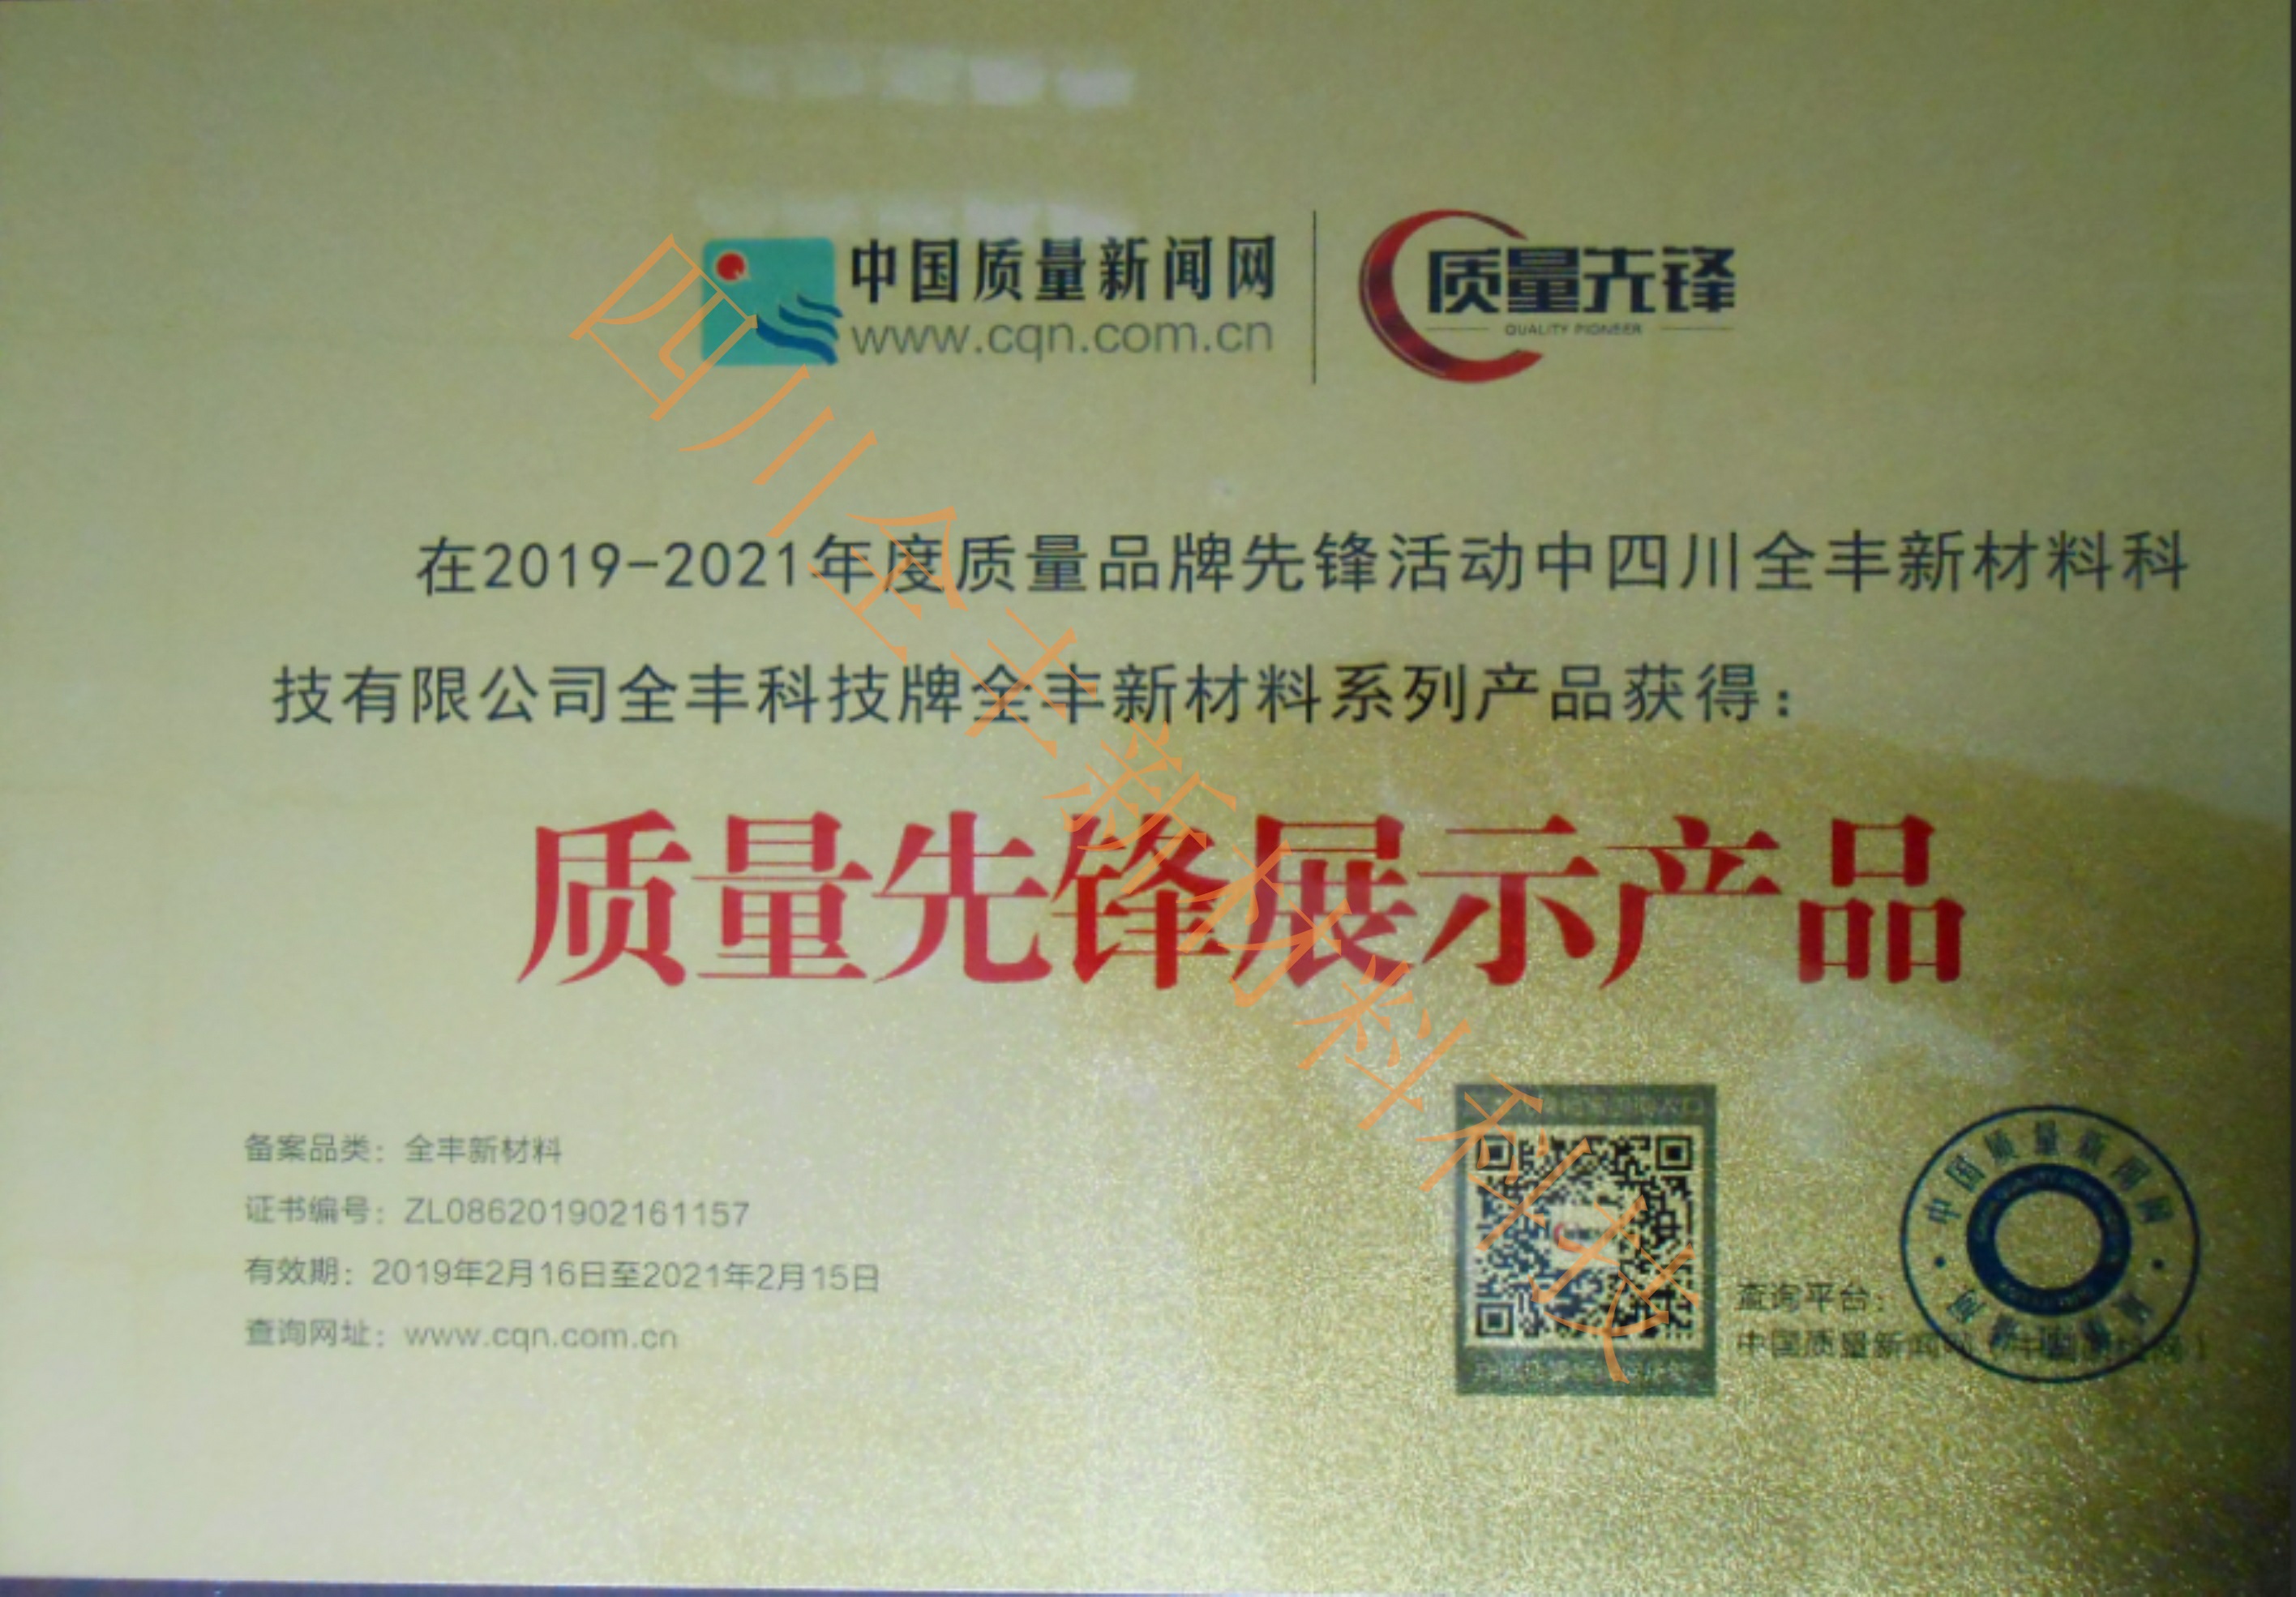 中国质量新闻网
www.cqn.com.cn
质量先锋
QUALITY PIONEER
在2019-2021年度质量品牌先锋活动中四川全丰新材料科
技有限公司全丰科技牌全丰新材料系列产品获得：
质量先锋展示产品
备案品类：全丰新材料
证书编号：ZL086201902161157
有效期：2019年2月16日至2021年2月15日
查询网址：www.cqn.com.cn
查询平台：
中国质量新闻网
中国质量新闻网
四川全丰新材料科技